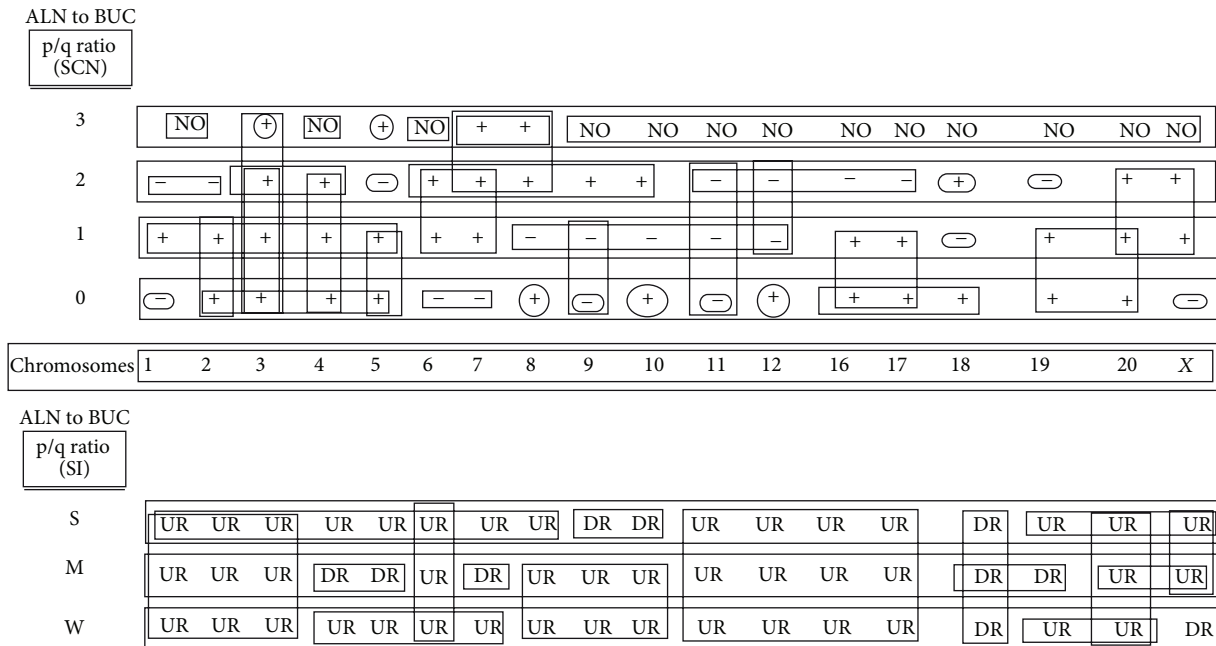 ALN to BUC
p/q ratio
(SCN)
3 NO + NO + NO + + NO NO NO NO NO NO NO NO NO NO
2 − − + + − + + + + + − − − − + − + +
1 + + + + + + + − − − − − + + − + + +
0 − + + + + − − + − + − + + + + + + −
Chromosomes 1 2 3 4 5 6 7 8 9 10 11 12 16 17 18 19 20 X
ALN to BUC
p/q ratio
(SI)
S UR UR UR UR UR UR UR UR DR DR UR UR UR UR DR UR UR UR
M UR UR UR DR DR UR DR UR UR UR UR UR UR UR DR DR UR UR
W UR UR UR UR UR UR UR UR UR UR UR UR UR UR DR UR UR DR